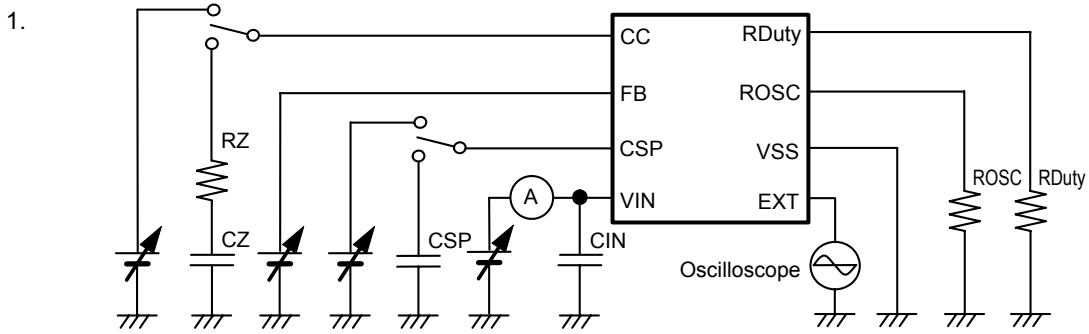 1.
CC RDuty
FB ROSC
RZ
CSP VSS
ROSC RDuty
A VIN EXT
CZ CSP CIN
Oscilloscope